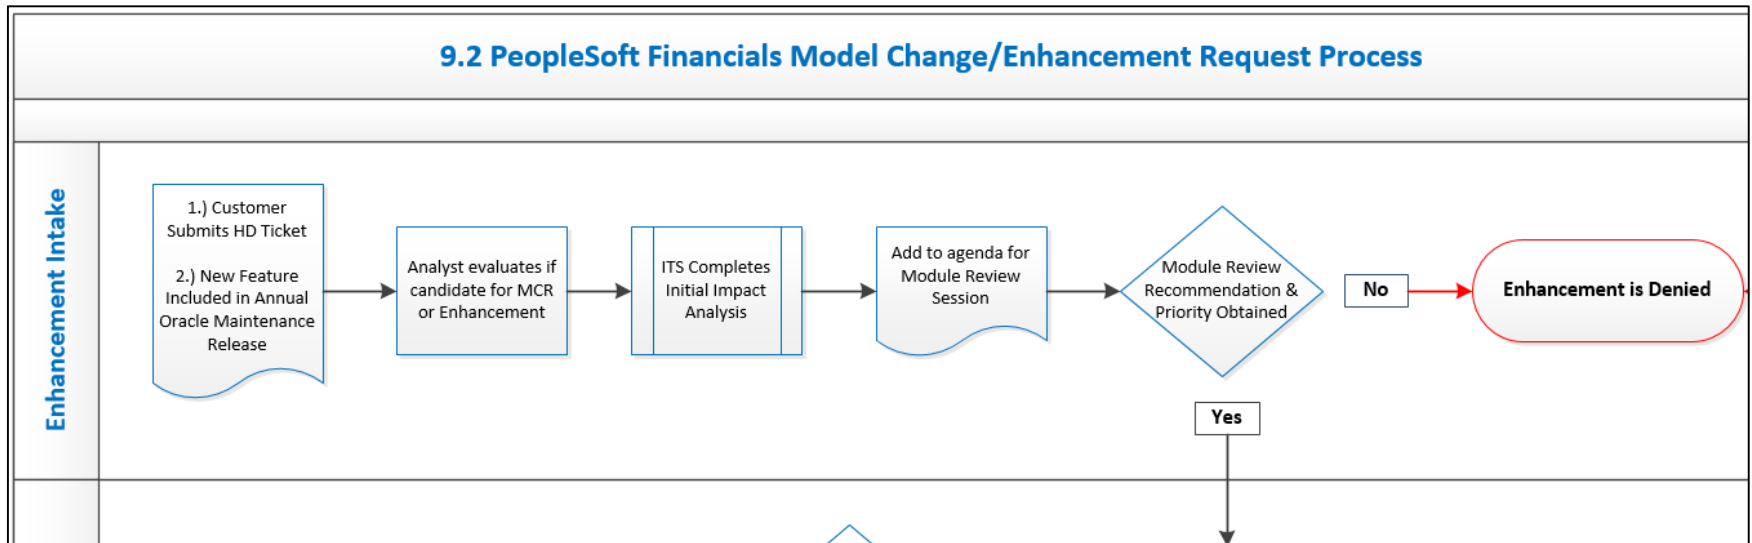 9.2 PeopleSoft Financials Model Change/Enhancement Request Process
Enhancement Intake
1.) Customer
Submits HD Ticket
2.) New Feature
Included in Annual
Oracle Maintenance
Release
Analyst evaluates if
candidate for MCR
or Enhancement
ITS Completes
Initial Impact
Analysis
Add to agenda for
Module Review
Session
Module Review
Recommendation &
Priority Obtained
No
Enhancement is Denied
Yes